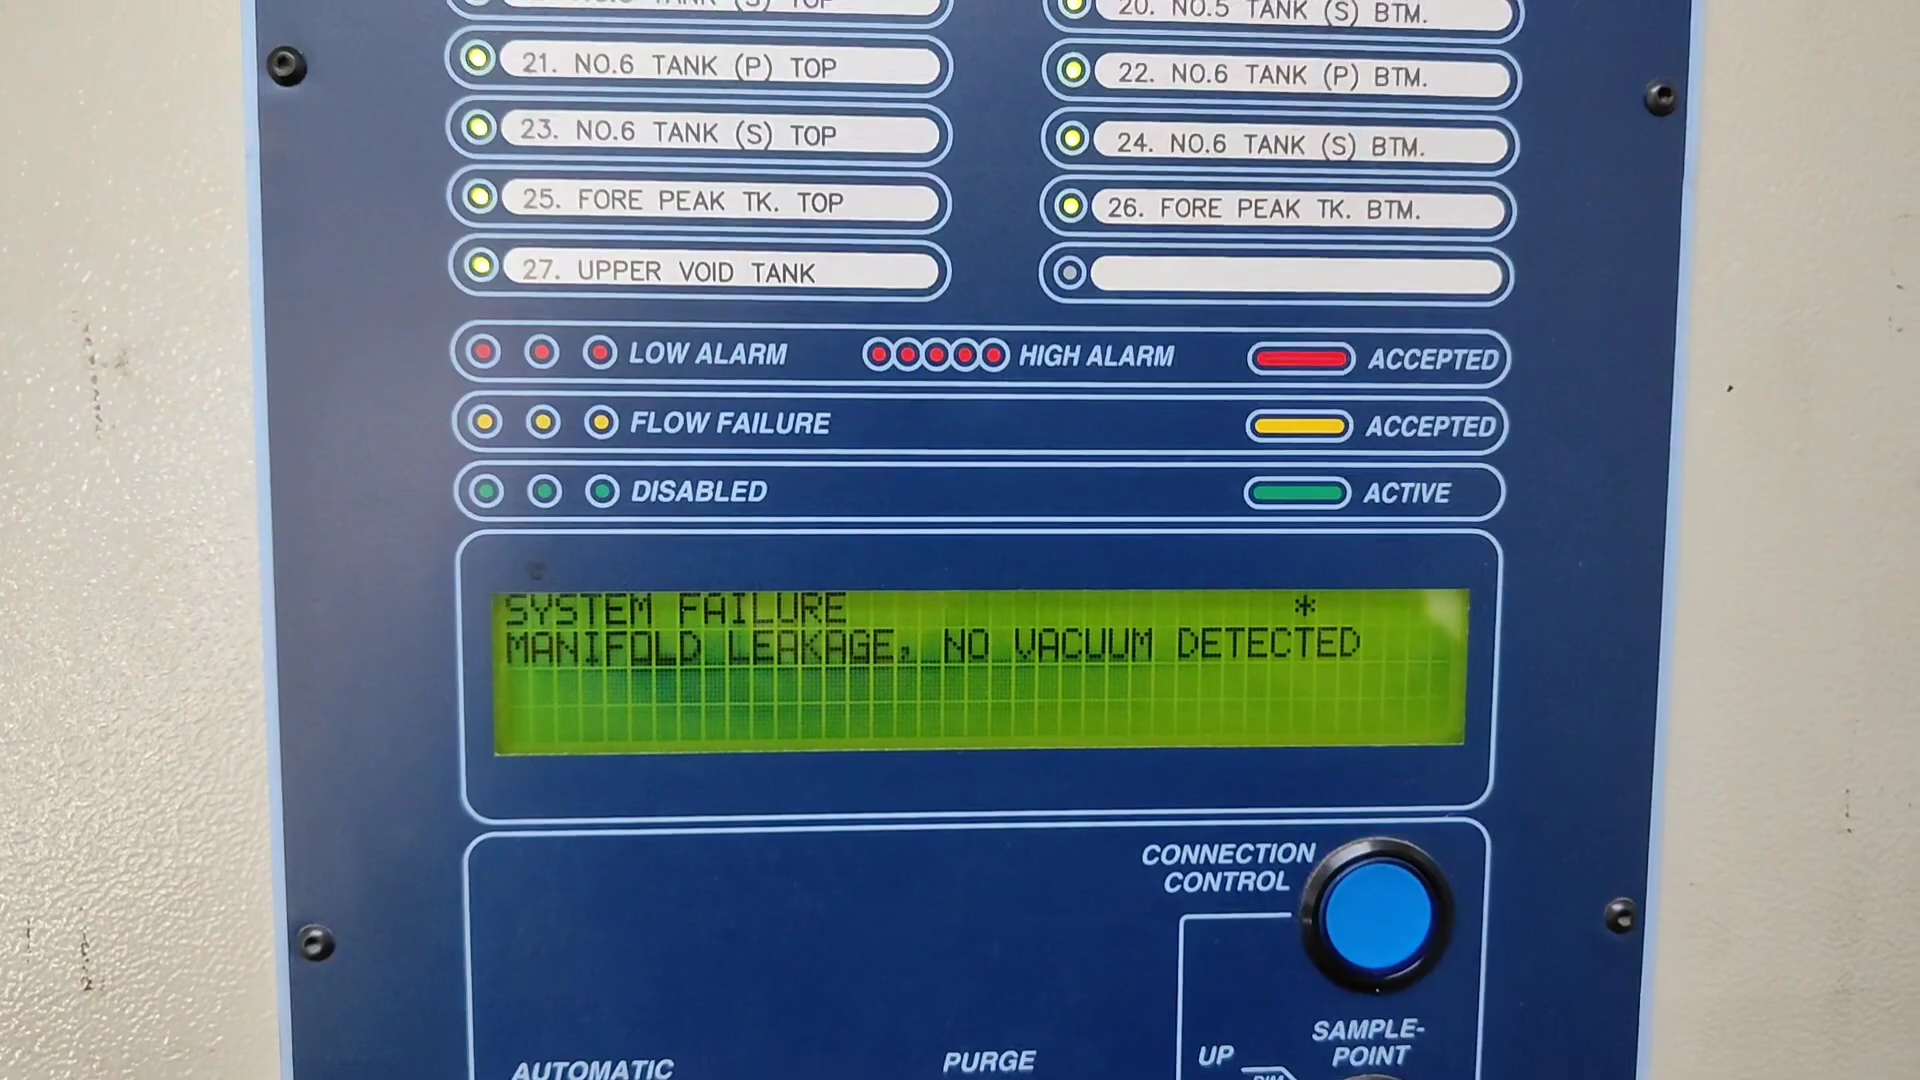 20. NO.5 TANK (S) BTM.
21. NO.6 TANK (P) TOP
22. NO.6 TANK (P) BTM.
23. NO.6 TANK (S) TOP
24. NO.6 TANK (S) BTM.
25. FORE PEAK TK. TOP
26. FORE PEAK TK. BTM.
27. UPPER VOID TANK
LOW ALARM HIGH ALARM ACCEPTED
FLOW FAILURE ACCEPTED
DISABLED ACTIVE
SYSTEM FAILURE *
MANIFOLD LEAKAGE, NO VACUUM DETECTED
CONNECTION
CONTROL
SAMPLE-
POINT
UP
AUTOMATIC
PURGE